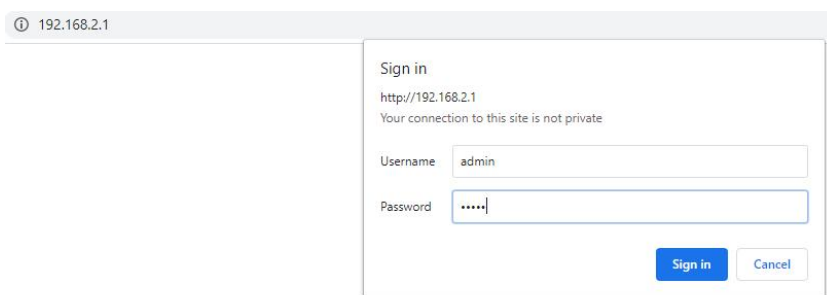 192.168.2.1
Sign in
http://192.168.2.1
Your connection to this site is not private
Username admin
Password •••••
Sign in Cancel